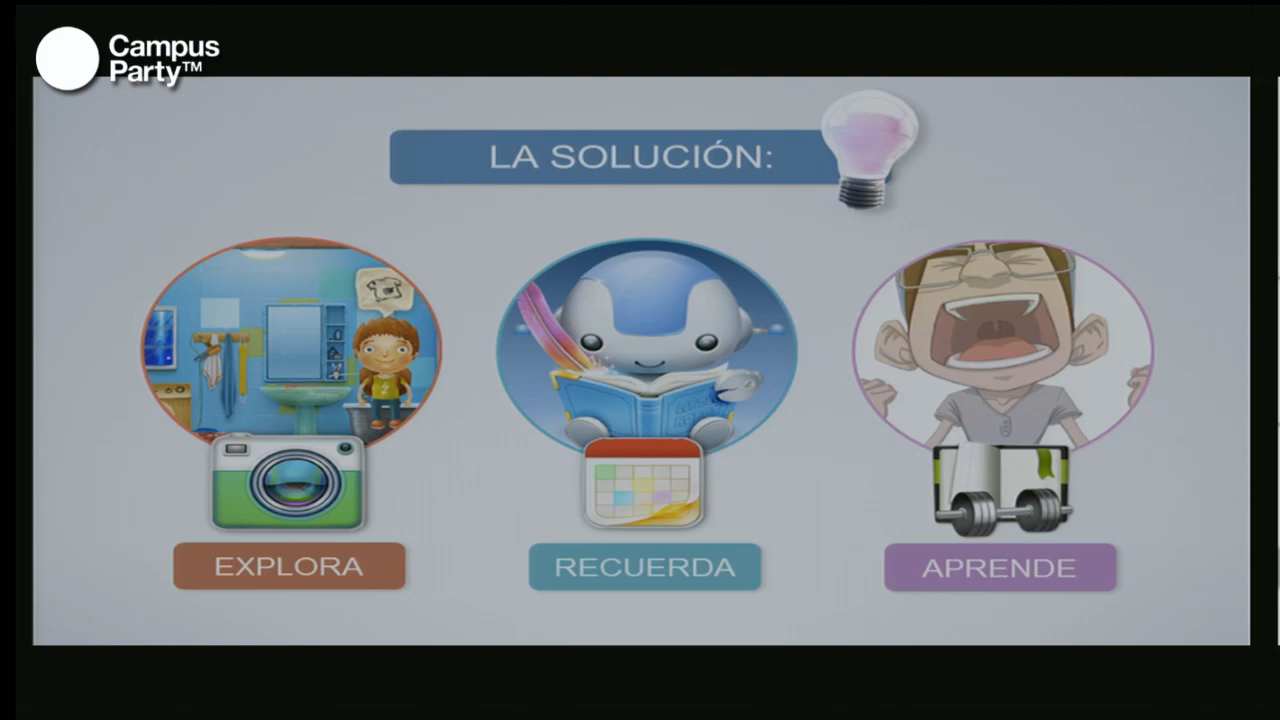 Campus
Party™
LA SOLUCIÓN:
EXPLORA
RECUERDA
APRENDE